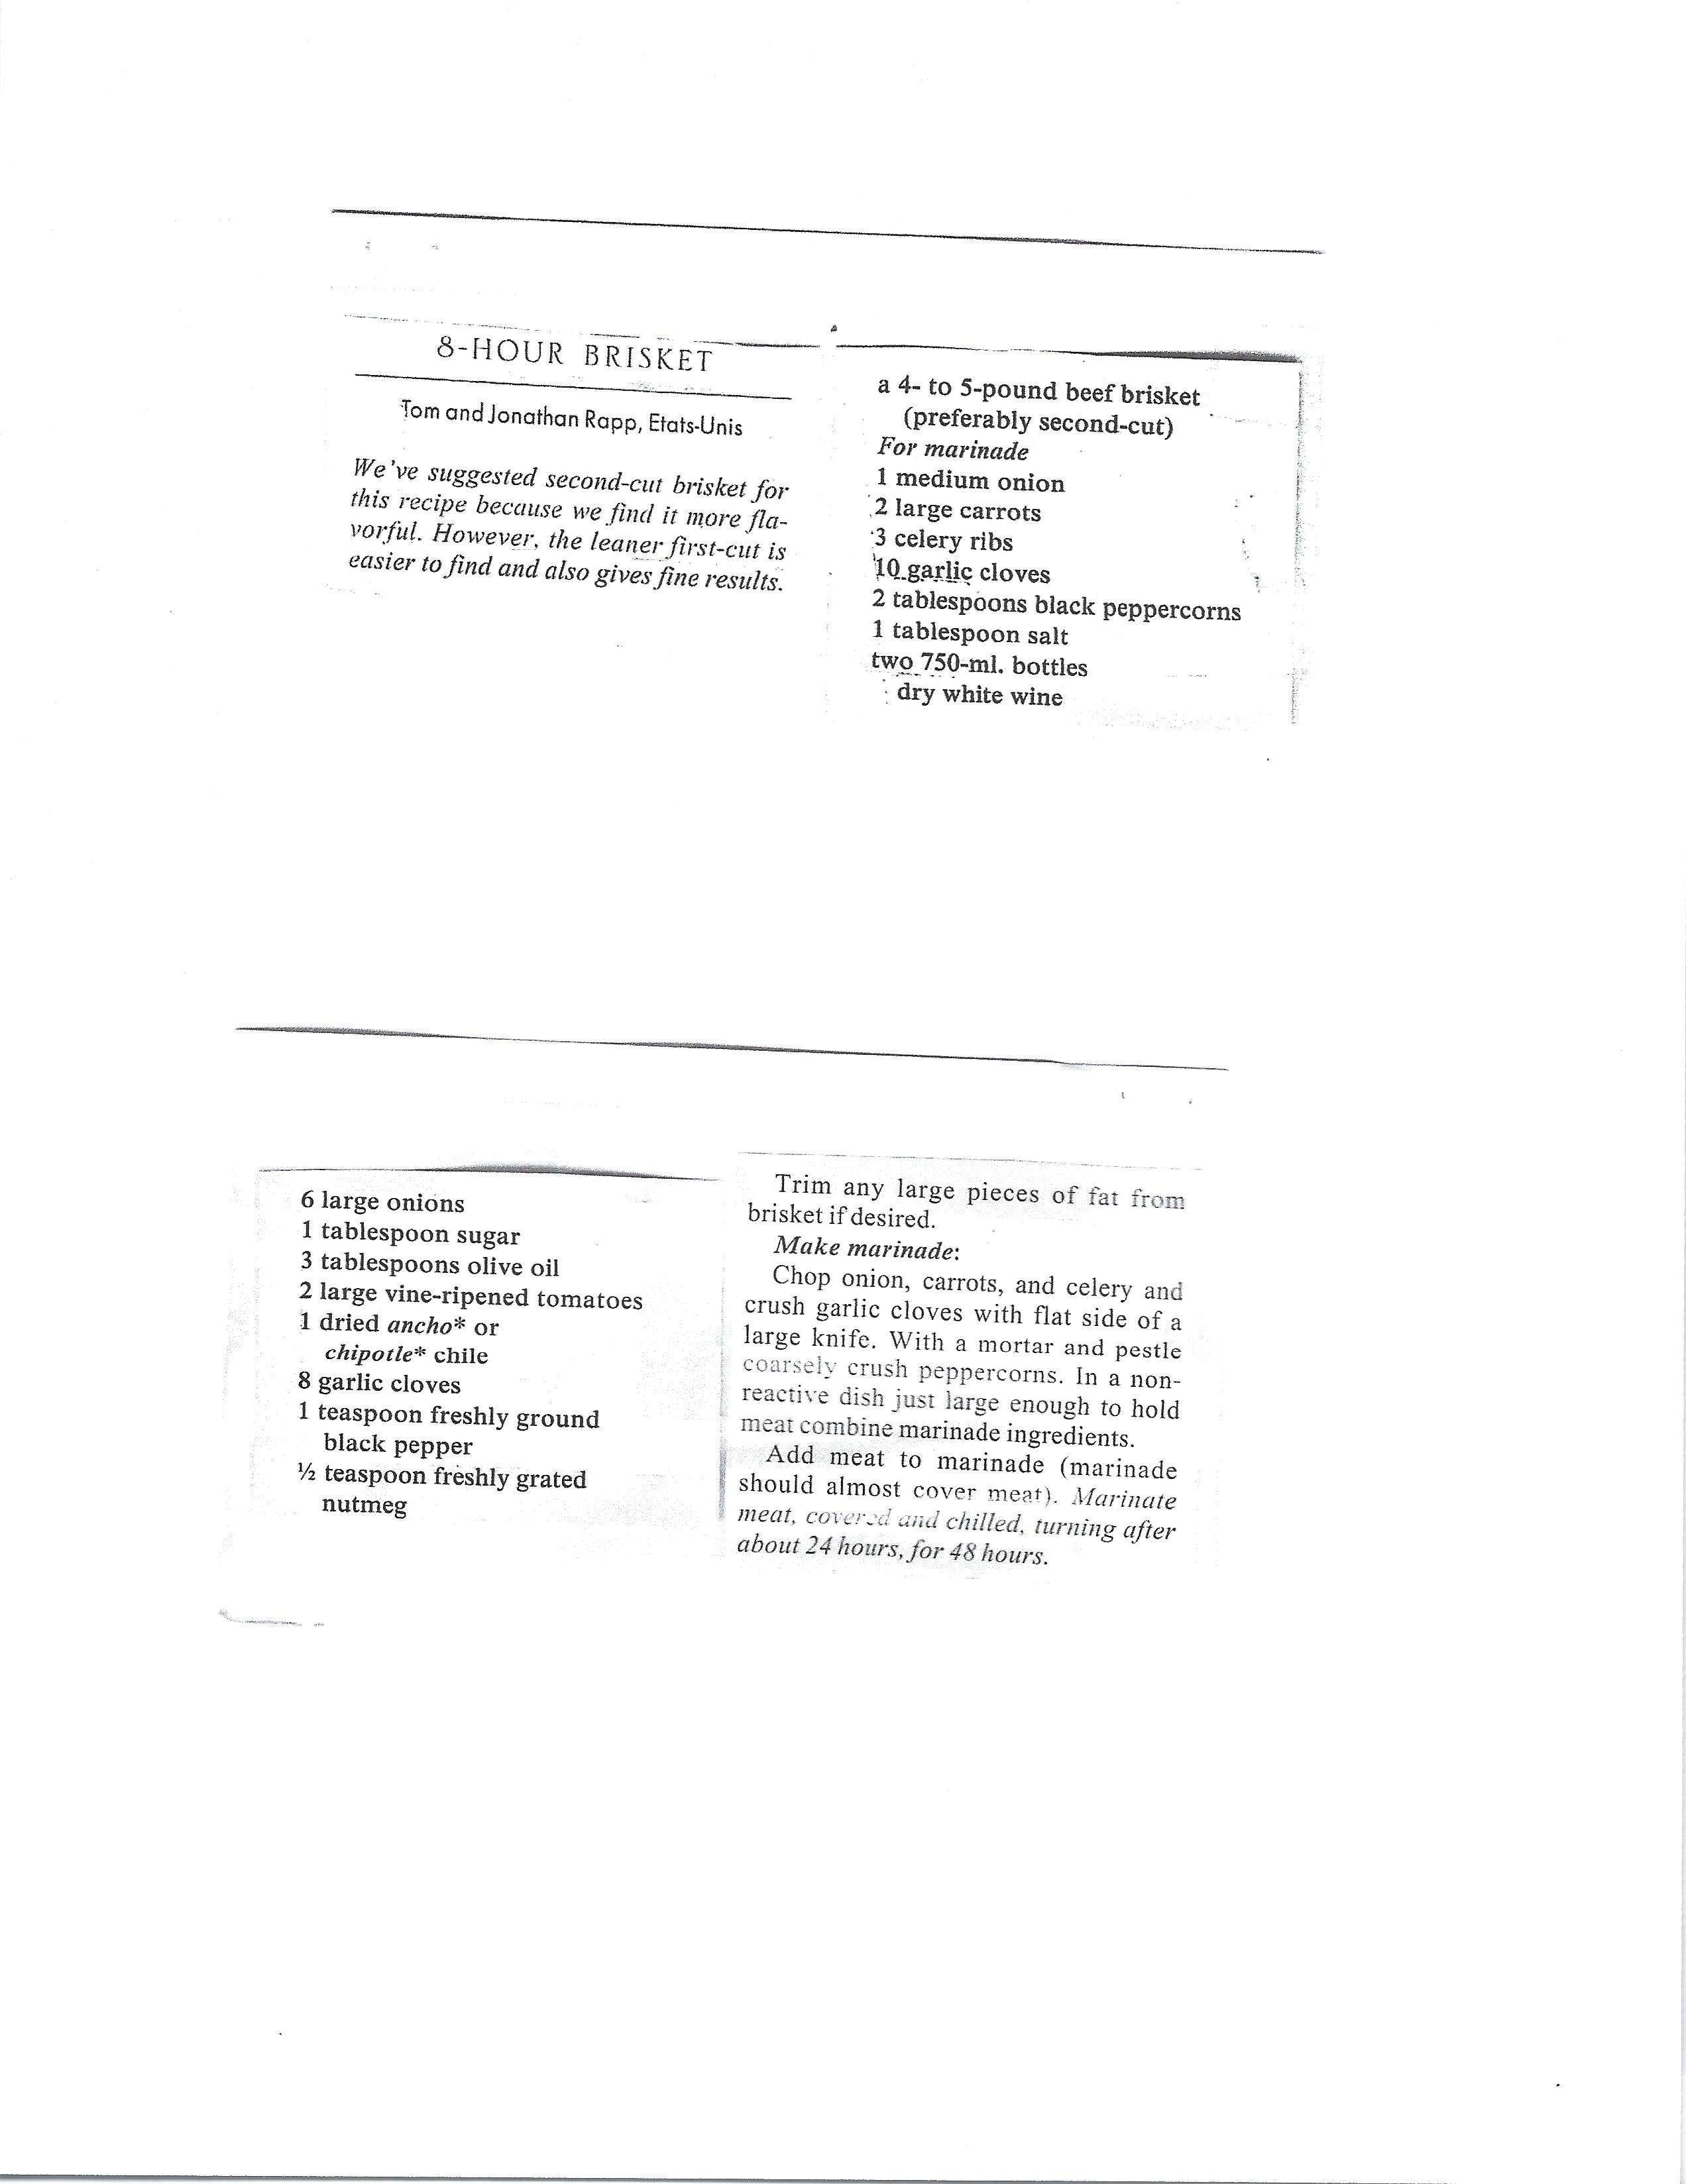 8-HOUR BRISKET
Tom and Jonathan Rapp, Etats-Unis
We've suggested second-cut brisket for
this recipe because we find it more fla-
vorful. However, the leaner first-cut is
easier to find and also gives fine results.
a 4- to 5-pound beef brisket
(preferably second-cut)
For marinade
1 medium onion
2 large carrots
3 celery ribs
10 garlic cloves
2 tablespoons black peppercorns
1 tablespoon salt
two 750-ml. bottles
dry white wine
6 large onions
1 tablespoon sugar
3 tablespoons olive oil
2 large vine-ripened tomatoes
1 dried ancho* or
chipotle* chile
8 garlic cloves
1 teaspoon freshly ground
black pepper
½ teaspoon freshly grated
nutmeg
Trim any large pieces of fat from
brisket if desired.
Make marinade:
Chop onion, carrots, and celery and
crush garlic cloves with flat side of a
large knife. With a mortar and pestle
coarsely crush peppercorns. In a non-
reactive dish just large enough to hold
meat combine marinade ingredients.
Add meat to marinade (marinade
should almost cover meat). Marinate
meat, covered and chilled, turning after
about 24 hours, for 48 hours.